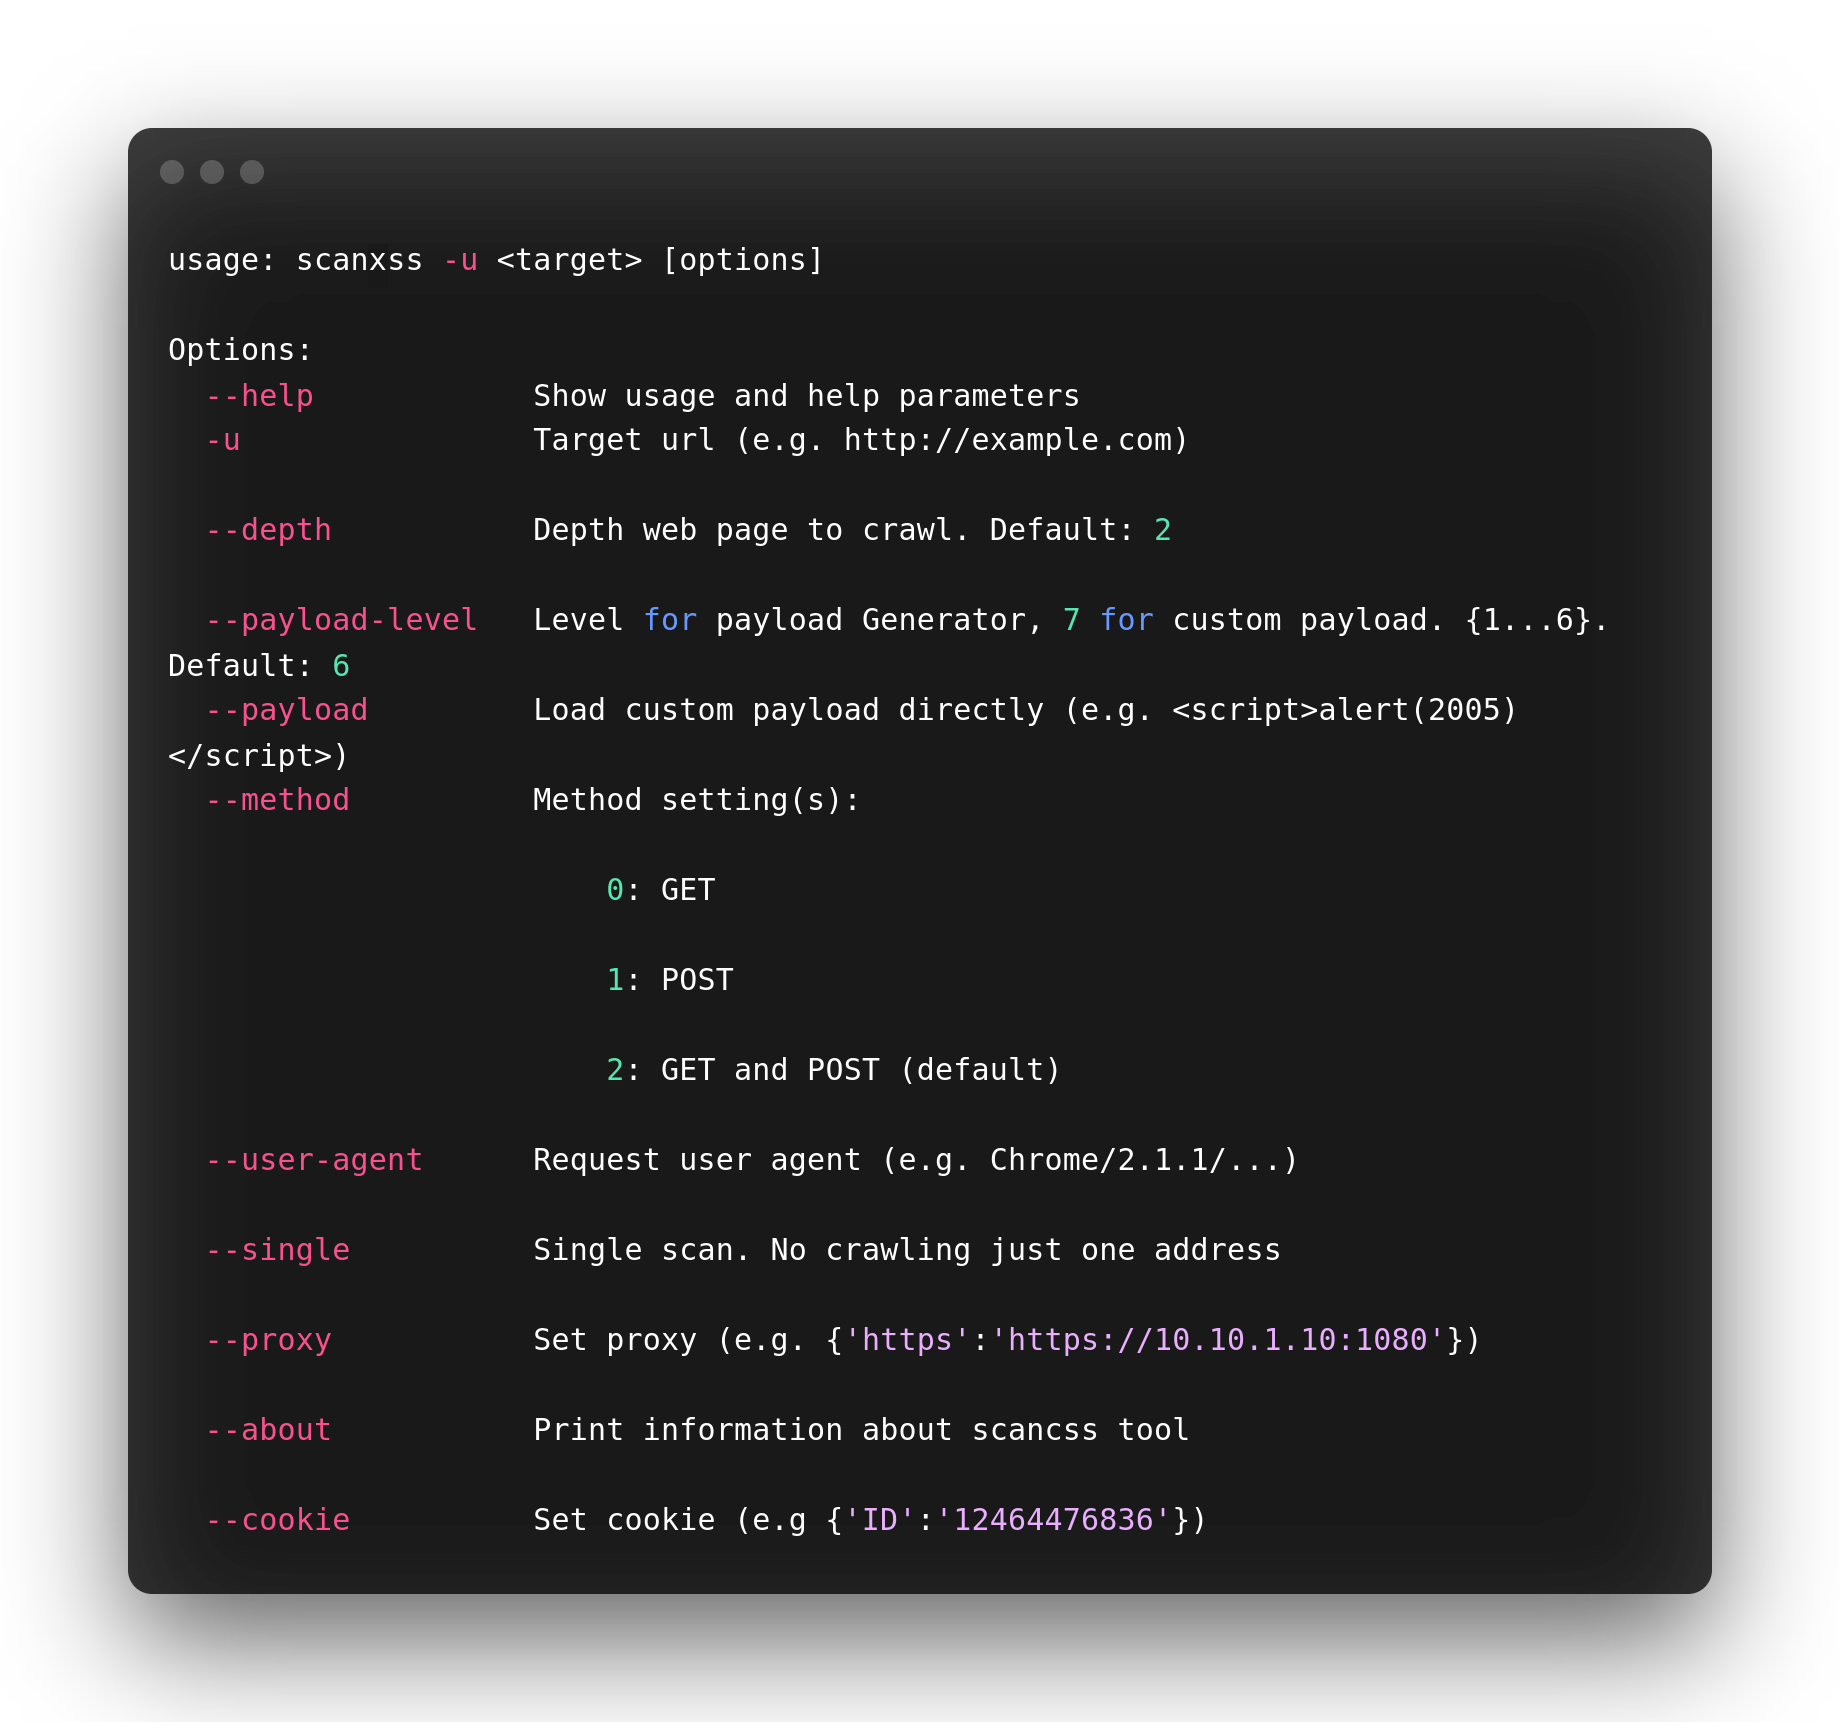 usage: scanxss -u <target> [options]
Options:
--help Show usage and help parameters
-u Target url (e.g. http://example.com)
--depth Depth web page to crawl. Default: 2
--payload-level Level for payload Generator, 7 for custom payload. {1...6}.
Default: 6
--payload Load custom payload directly (e.g. <script>alert(2005)
</script>)
--method Method setting(s):
0: GET
1: POST
2: GET and POST (default)
--user-agent Request user agent (e.g. Chrome/2.1.1/...)
--single Single scan. No crawling just one address
--proxy Set proxy (e.g. {'https':'https://10.10.1.10:1080'})
--about Print information about scancss tool
--cookie Set cookie (e.g {'ID':'12464476836'})